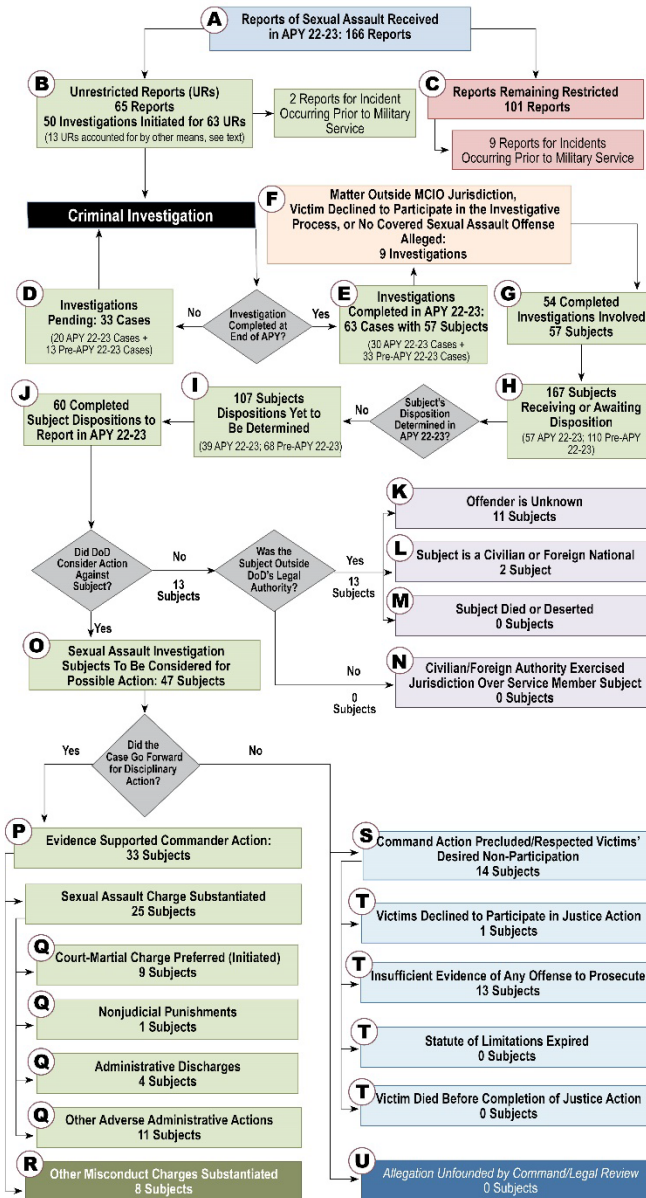 A
Reports of Sexual Assault Received
in APY 22-23: 166 Reports
B
Unrestricted Reports (URs)
65 Reports
50 Investigations Initiated for 63 URs
(13 URs accounted for by other means, see text)
2 Reports for Incident
Occurring Prior to Military
Service
C
Reports Remaining Restricted
101 Reports
9 Reports for Incidents
Occurring Prior to Military
Service
Criminal Investigation
F
Matter Outside MCIO Jurisdiction,
Victim Declined to Participate in the Investigative
Process, or No Covered Sexual Assault Offense
Alleged:
9 Investigations
D
Investigations
Pending: 33 Cases
(20 APY 22-23 Cases +
13 Pre-APY 22-23 Cases)
No
Investigation
Completed at
End of APY?
Yes
E
Investigations
Completed in APY 22-23:
63 Cases with 57 Subjects
(30 APY 22-23 Cases +
33 Pre-APY 22-23 Cases)
G
54 Completed
Investigations Involved
57 Subjects
H
167 Subjects
Receiving or Awaiting
Disposition
(57 APY 22-23; 110 Pre-APY
22-23)
Subject's
Disposition
Determined in
APY 22-23?
No
I
107 Subjects
Dispositions Yet to
Be Determined
(39 APY 22-23; 68 Pre-APY 22-23)
J
60 Completed
Subject Dispositions to
Report in APY 22-23
Did DoD
Consider Action
Against
Subject?
No
13
Subjects
Was the
Subject Outside
DoD's Legal
Authority?
Yes
13
Subjects
K
Offender is Unknown
11 Subjects
L
Subject is a Civilian or Foreign National
2 Subject
M
Subject Died or Deserted
0 Subjects
No
0
Subjects
N
Civilian/Foreign Authority Exercised
Jurisdiction Over Service Member Subject
0 Subjects
Yes
O
Sexual Assault Investigation
Subjects To Be Considered for
Possible Action: 47 Subjects
Yes
Did the
Case Go Forward
for Disciplinary
Action?
No
P
Evidence Supported Commander Action:
33 Subjects
Sexual Assault Charge Substantiated
25 Subjects
Q
Court-Martial Charge Preferred (Initiated)
9 Subjects
Q
Nonjudicial Punishments
1 Subjects
Q
Administrative Discharges
4 Subjects
Q
Other Adverse Administrative Actions
11 Subjects
R
Other Misconduct Charges Substantiated
8 Subjects
S
Command Action Precluded/Respected Victims'
Desired Non-Participation
14 Subjects
T
Victims Declined to Participate in Justice Action
1 Subjects
T
Insufficient Evidence of Any Offense to Prosecute
13 Subjects
T
Statute of Limitations Expired
0 Subjects
T
Victim Died Before Completion of Justice Action
0 Subjects
U
Allegation Unfounded by Command/Legal Review
0 Subjects